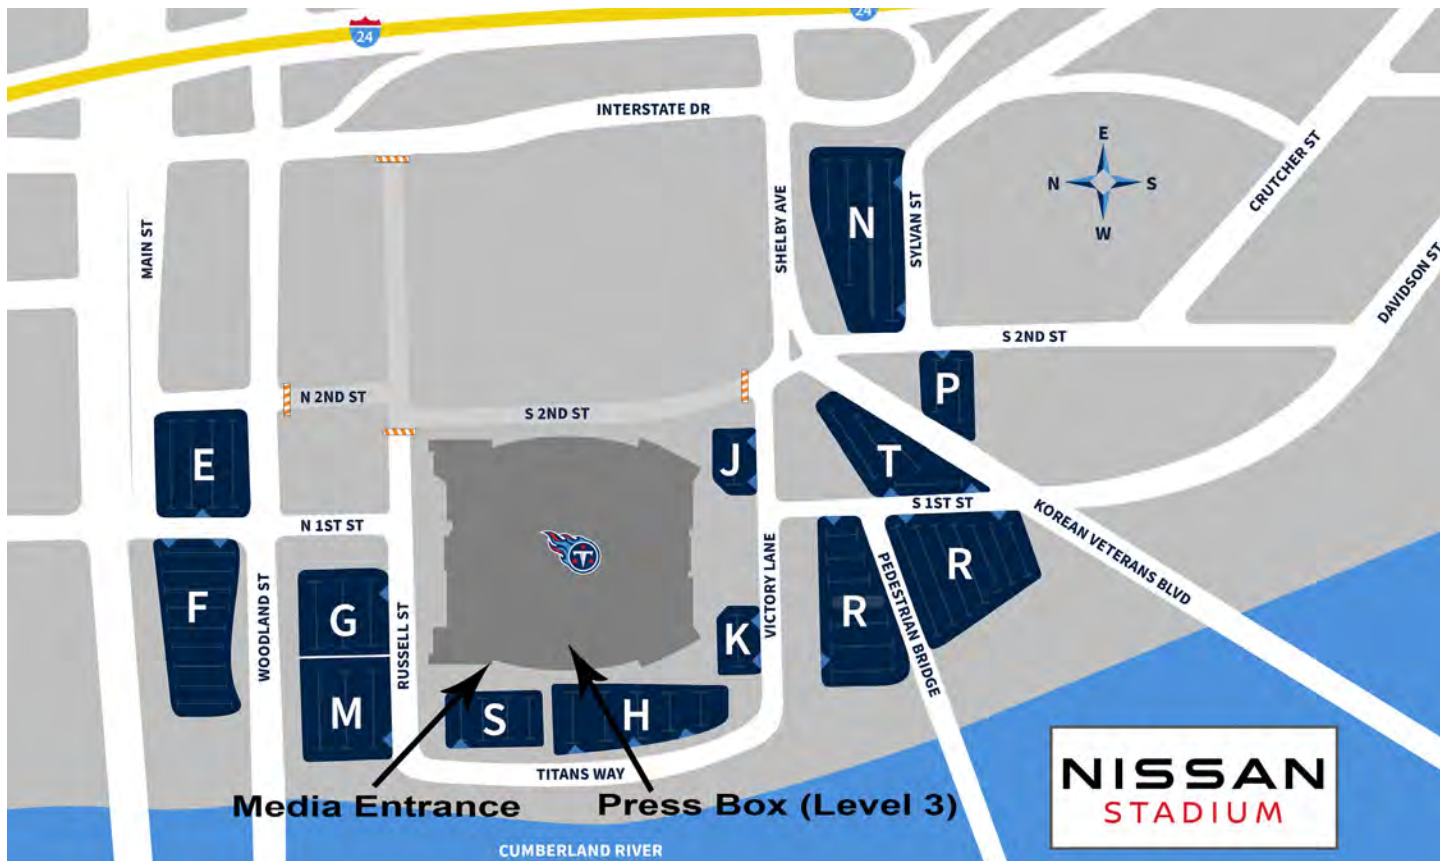 24
24
INTERSTATE DR
E
N
S
W
CRUTCHER ST
MAIN ST
SHELBY AVE
N
SYLVAN ST
DAVIDSON ST
S 2ND ST
N 2ND ST
S 2ND ST
P
E
J
T
S 1ST ST
N 1ST ST
KOREAN VETERANS BLVD
T
VICTORY LANE
PEDESTRIAN BRIDGE
R
R
F
WOODLAND ST
G
RUSSELL ST
K
M
S
H
TITANS WAY
Media Entrance
Press Box (Level 3)
NISSAN
STADIUM
CUMBERLAND RIVER